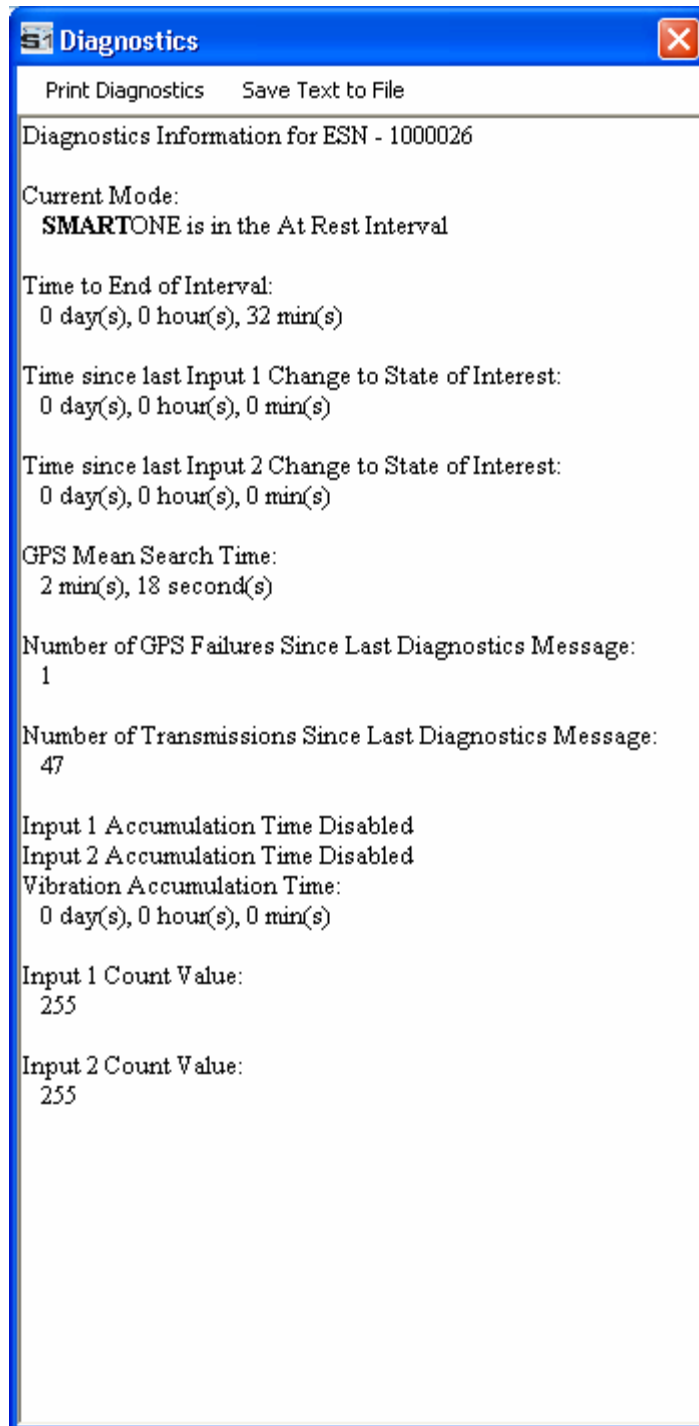 S1 Diagnostics
Print Diagnostics Save Text to File
Diagnostics Information for ESN - 1000026
Current Mode:
SMARTONE is in the At Rest Interval
Time to End of Interval:
0 day(s), 0 hour(s), 32 min(s)
Time since last Input 1 Change to State of Interest:
0 day(s), 0 hour(s), 0 min(s)
Time since last Input 2 Change to State of Interest:
0 day(s), 0 hour(s), 0 min(s)
GPS Mean Search Time:
2 min(s), 18 second(s)
Number of GPS Failures Since Last Diagnostics Message:
1
Number of Transmissions Since Last Diagnostics Message:
47
Input 1 Accumulation Time Disabled
Input 2 Accumulation Time Disabled
Vibration Accumulation Time:
0 day(s), 0 hour(s), 0 min(s)
Input 1 Count Value:
255
Input 2 Count Value:
255